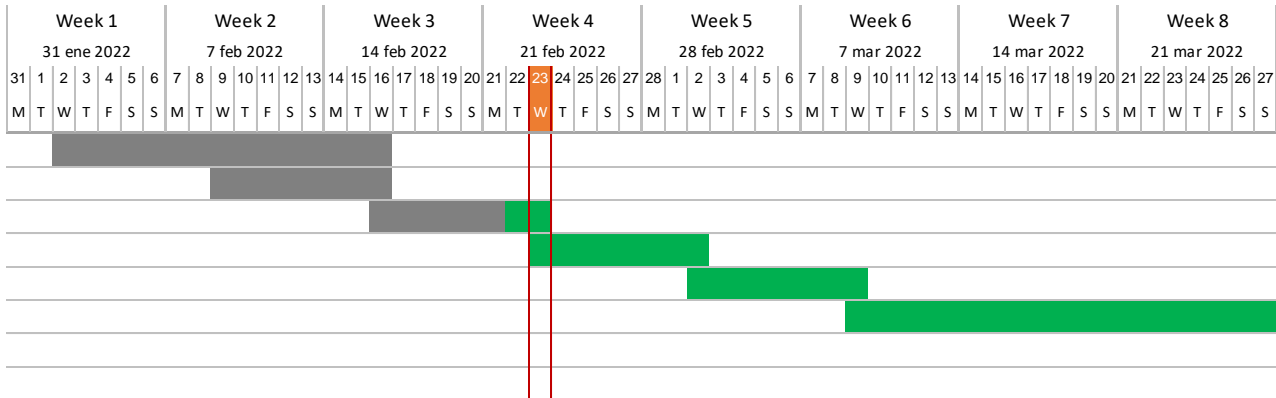 Week 1 Week 2 Week 3 Week 4 Week 5 Week 6 Week 7 Week 8
31 ene 2022 7 feb 2022 14 feb 2022 21 feb 2022 28 feb 2022 7 mar 2022 14 mar 2022 21 mar 2022
31 1 2 3 4 5 6 7 8 9 10 11 12 13 14 15 16 17 18 19 20 21 22 23 24 25 26 27 28 1 2 3 4 5 6 7 8 9 10 11 12 13 14 15 16 17 18 19 20 21 22 23 24 25 26 27
M T W T F S S M T W T F S S M T W T F S S M T W T F S S M T W T F S S M T W T F S S M T W T F S S M T W T F S S